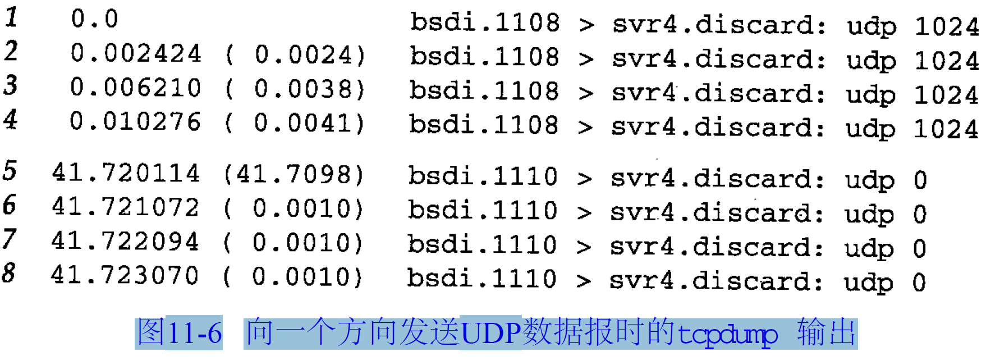 1 0.0 bsdi.1108 > svr4.discard: udp 1024
2 0.002424 ( 0.0024) bsdi.1108 > svr4.discard: udp 1024
3 0.006210 ( 0.0038) bsdi.1108 > svr4.discard: udp 1024
4 0.010276 ( 0.0041) bsdi.1108 > svr4.discard: udp 1024
5 41.720114 (41.7098) bsdi.1110 > svr4.discard: udp 0
6 41.721072 ( 0.0010) bsdi.1110 > svr4.discard: udp 0
7 41.722094 ( 0.0010) bsdi.1110 > svr4.discard: udp 0
8 41.723070 ( 0.0010) bsdi.1110 > svr4.discard: udp 0
图11-6 向一个方向发送UDP数据报时的tcpdump 输出